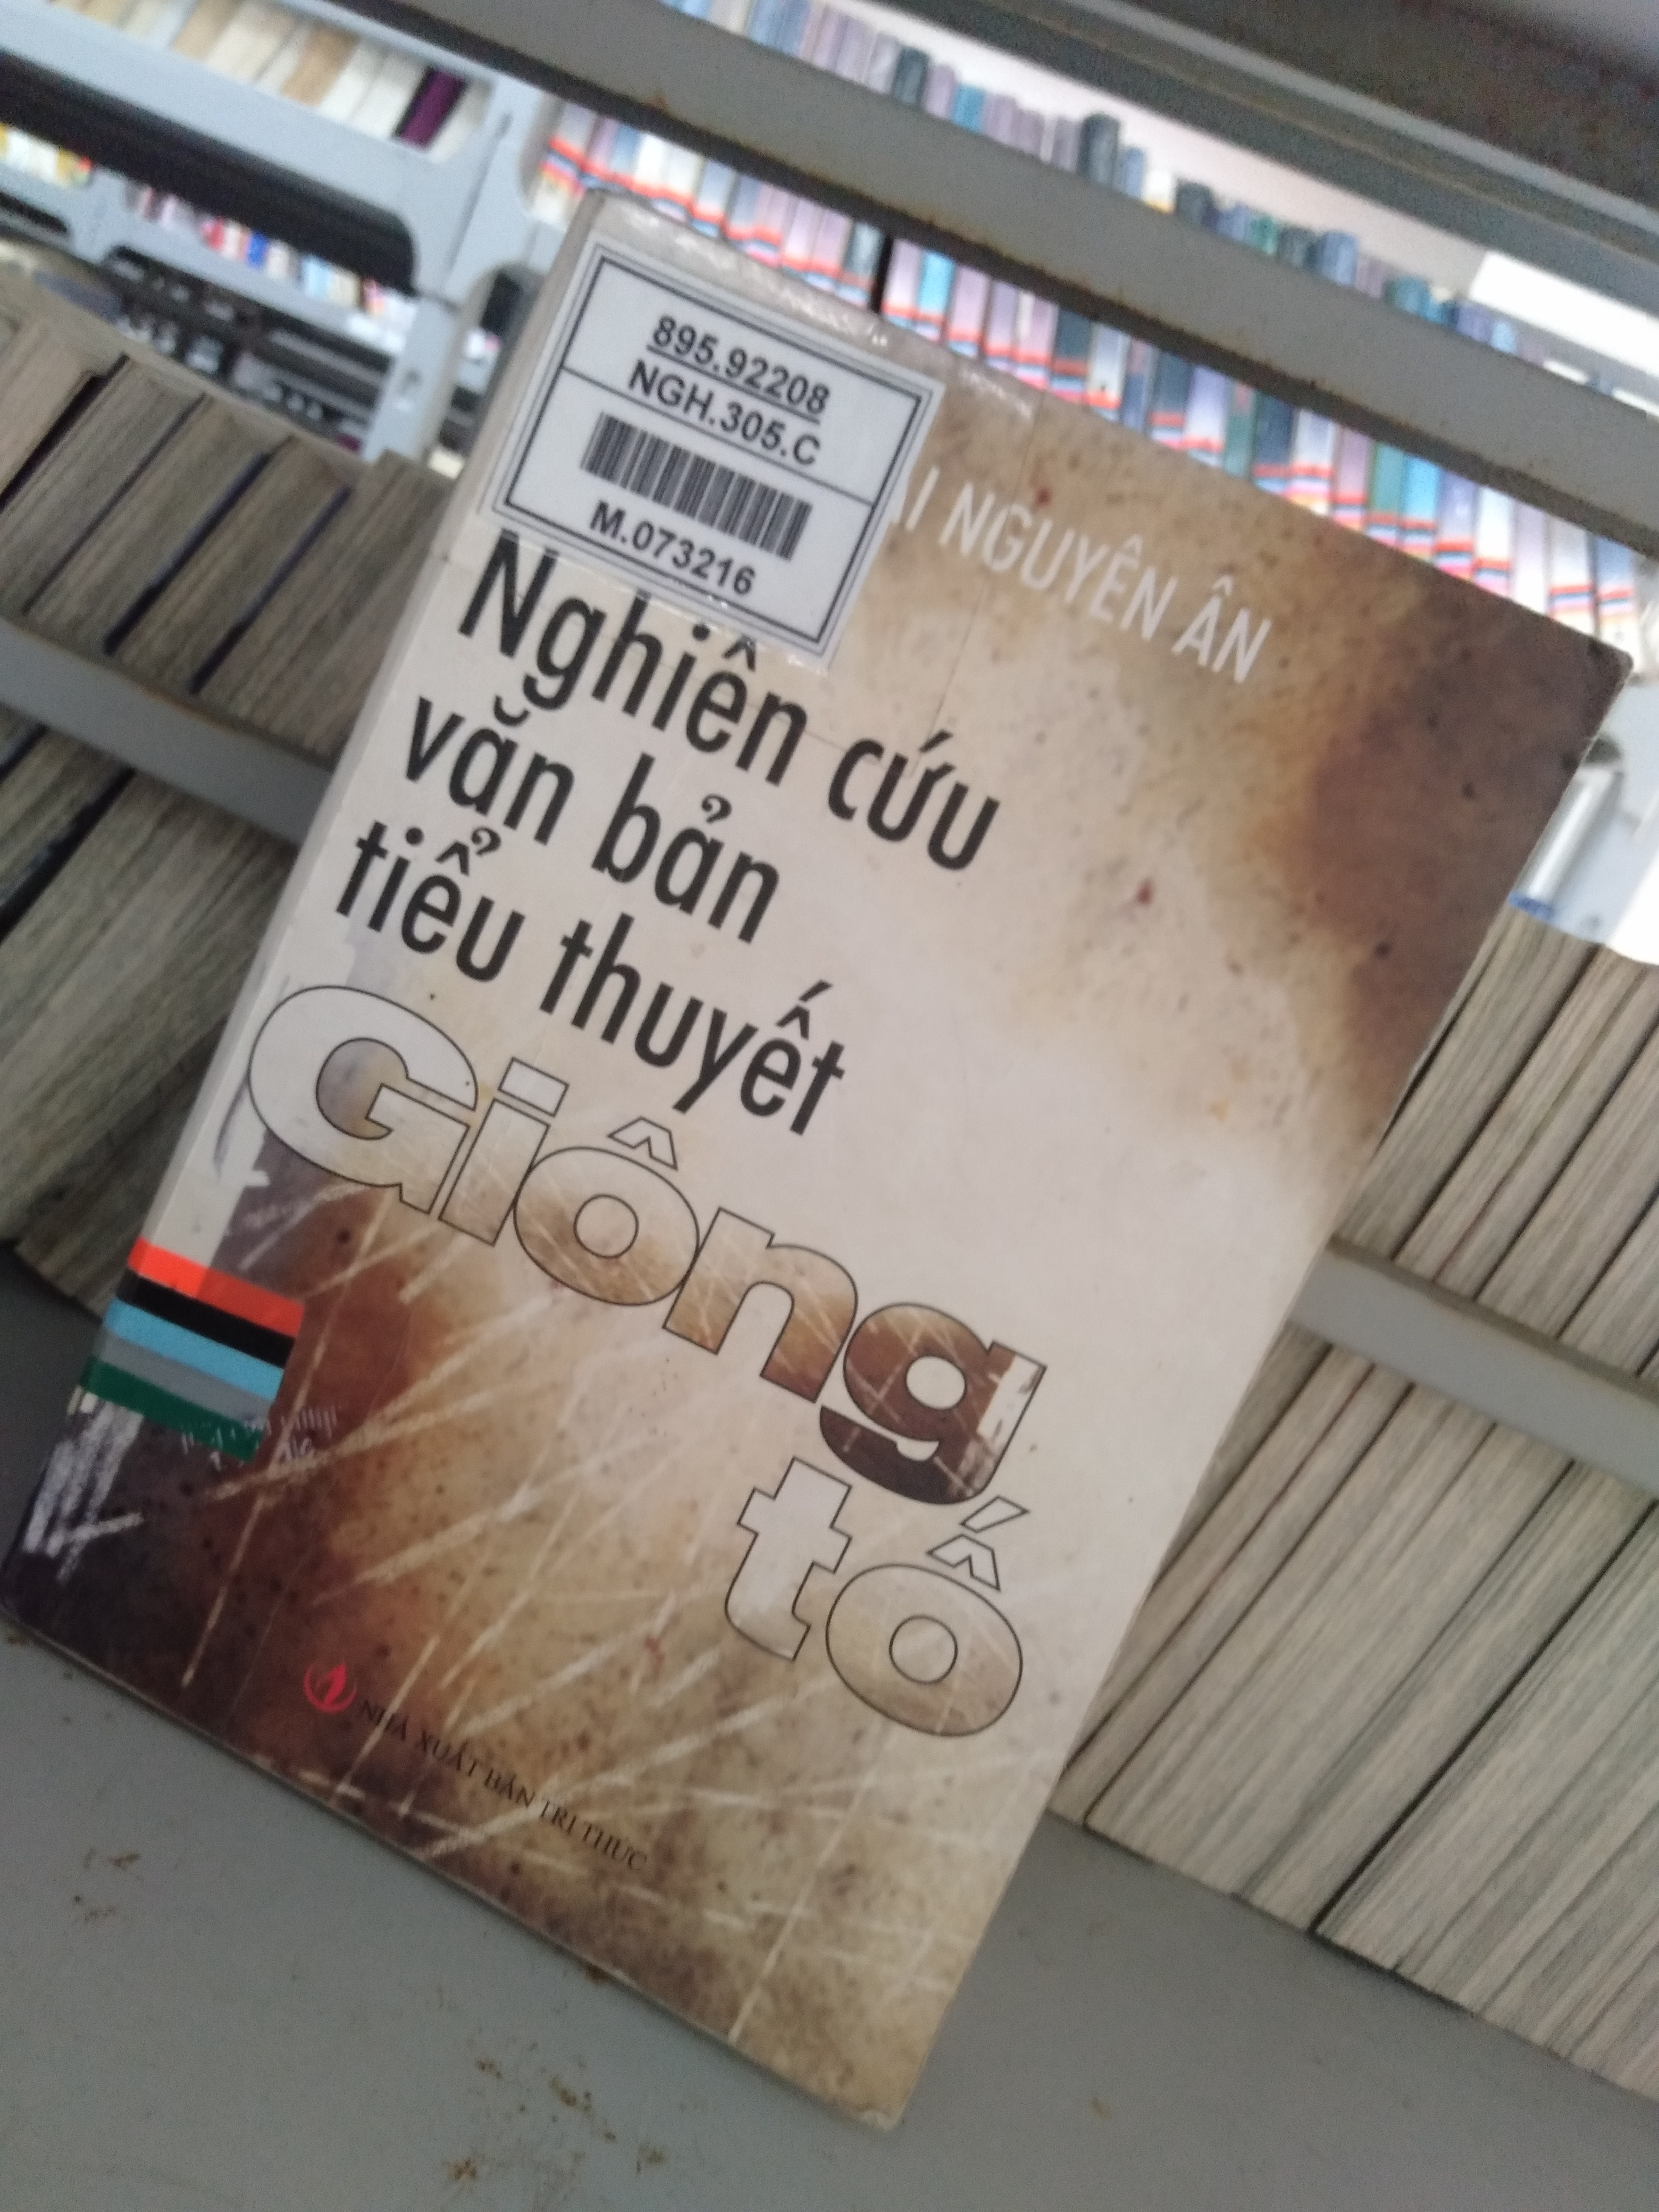 895.92208
NGH.305.C
M.073216
NGUYÊN ÂN
Nghiên cứu
văn bản
tiểu thuyết
Giông
tố
NHÀ XUẤT BẢN TRI THỨC